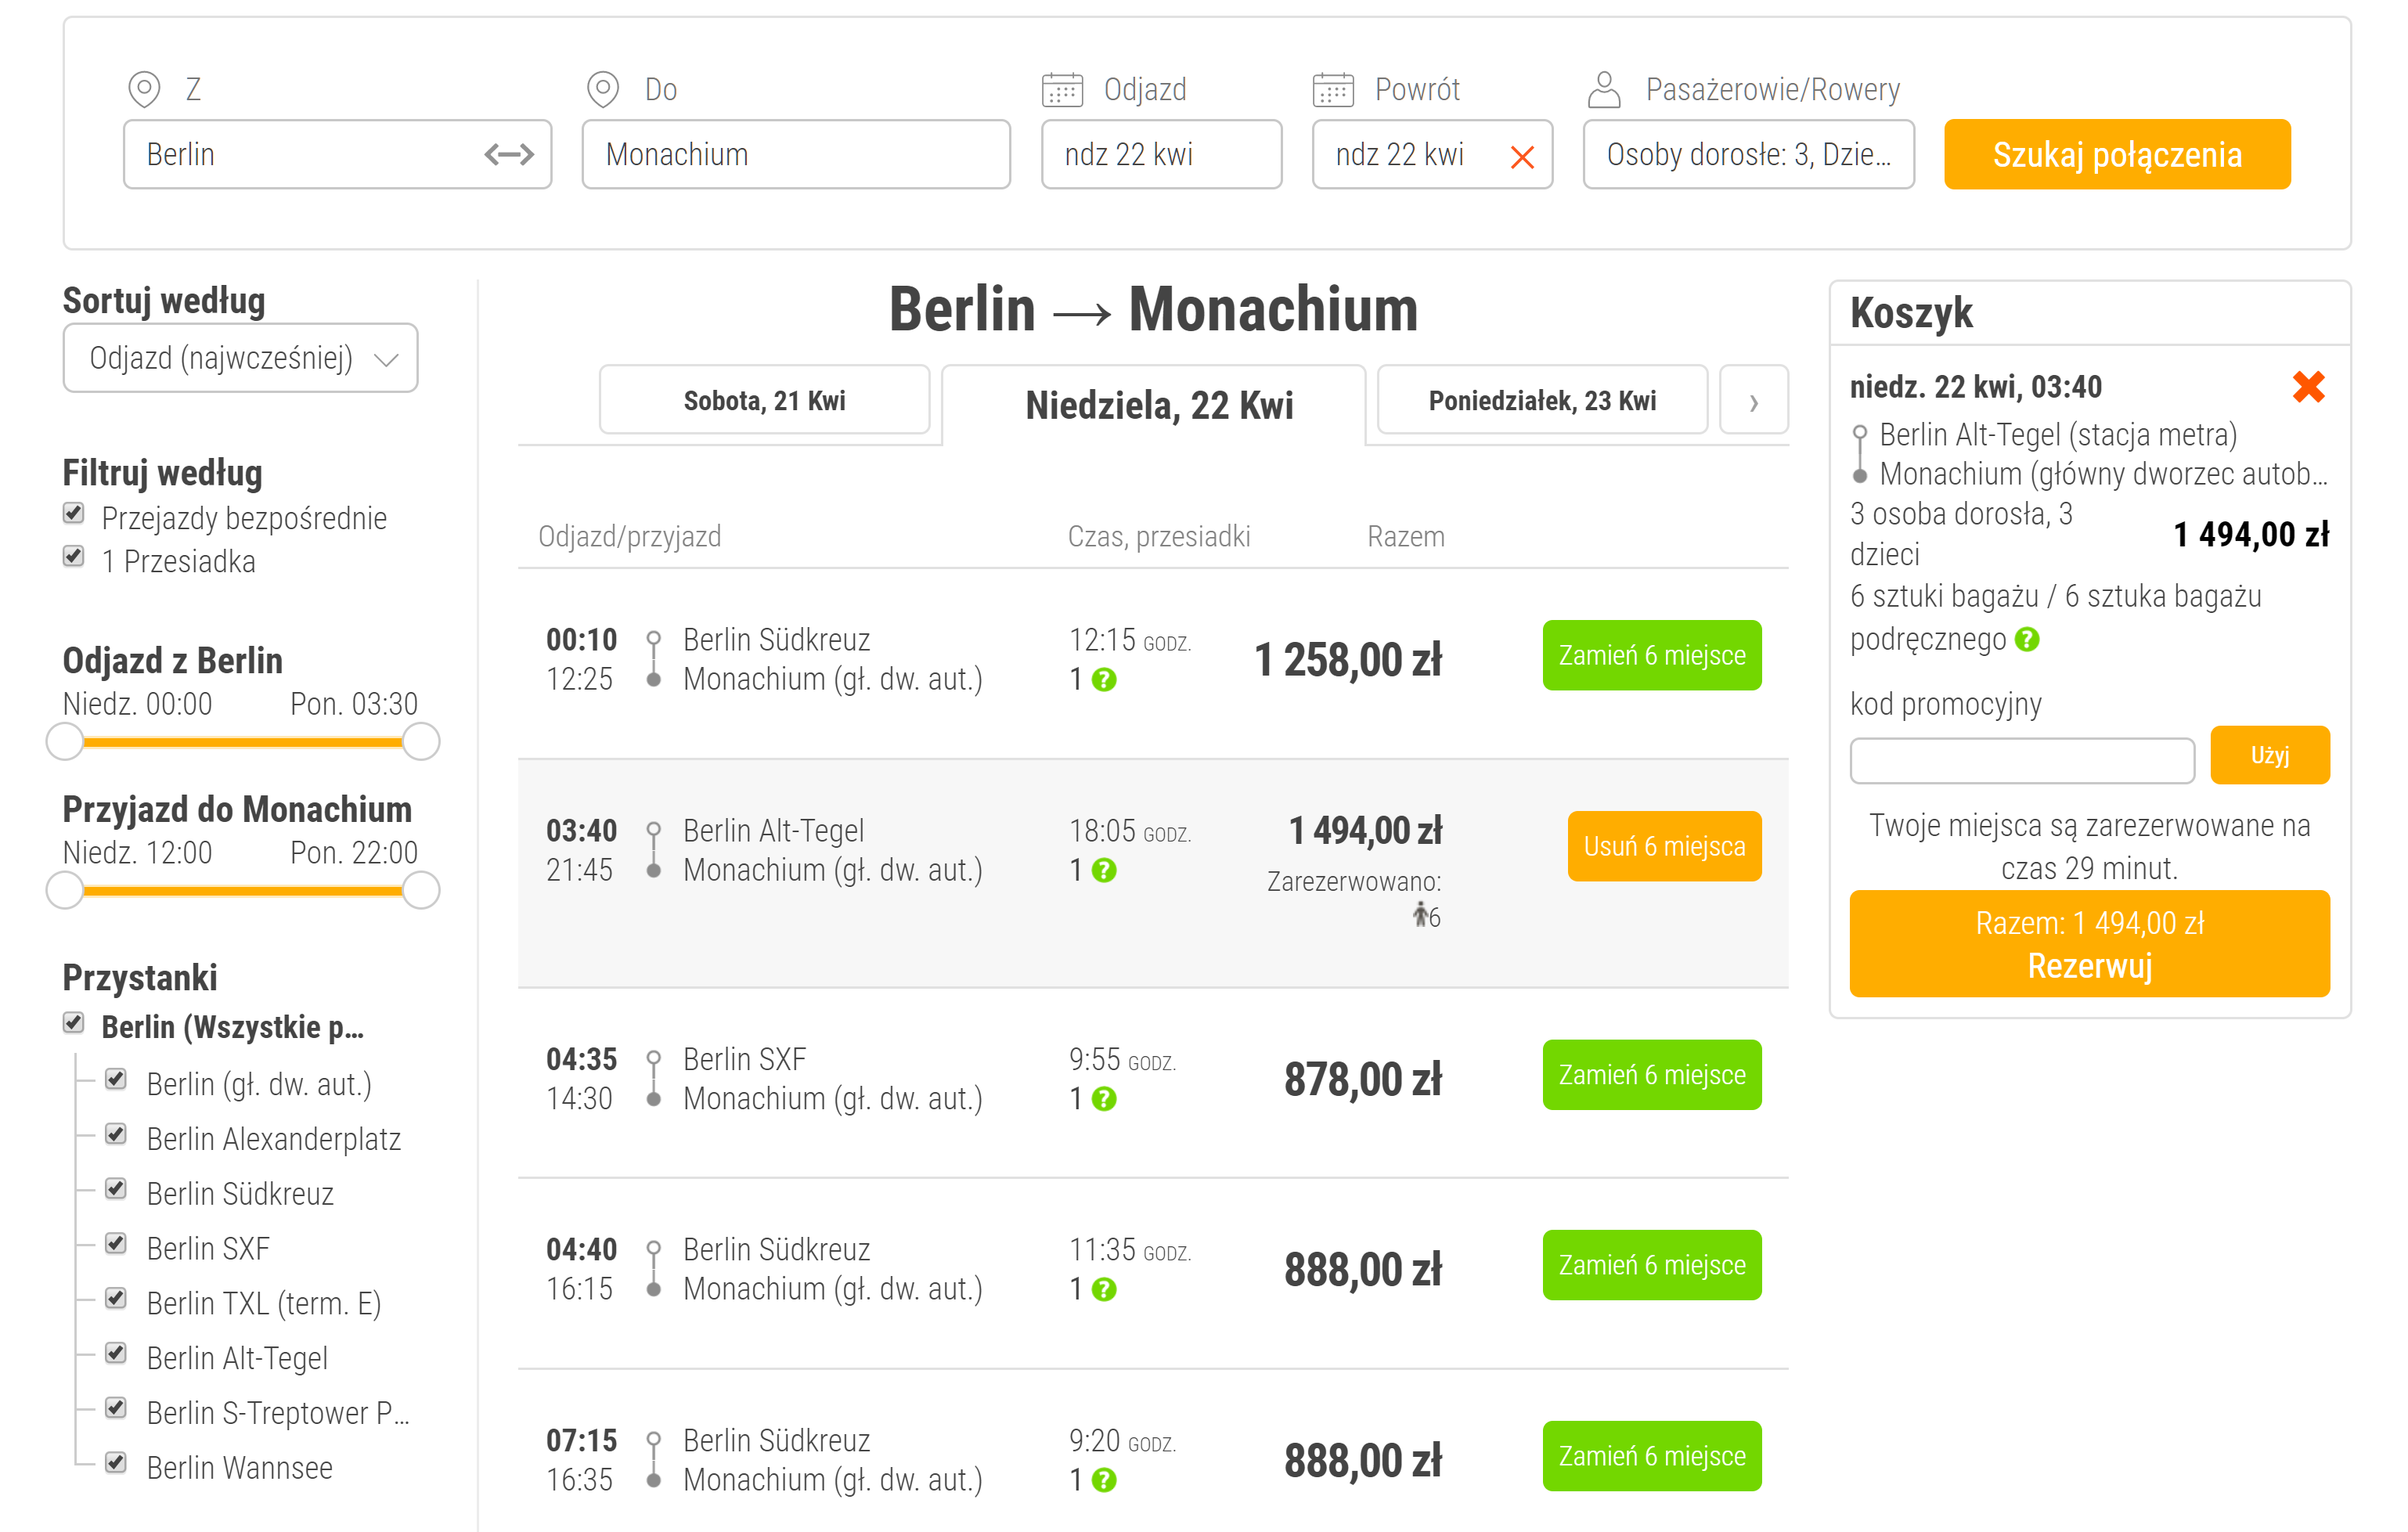 Z
Do
Odjazd
Powrót
Pasażerowie/Rowery
Berlin
Monachium
ndz 22 kwi
ndz 22 kwi
Osoby dorosłe: 3, Dzie...
Szukaj połączenia
Sortuj według
Odjazd (najwcześniej)
Filtruj według
Przejazdy bezpośrednie
1 Przesiadka
Odjazd z Berlin
Niedz. 00:00 Pon. 03:30
Przyjazd do Monachium
Niedz. 12:00 Pon. 22:00
Przystanki
Berlin (Wszystkie p...
Berlin (gł. dw. aut.)
Berlin Alexanderplatz
Berlin Südkreuz
Berlin SXF
Berlin TXL (term. E)
Berlin Alt-Tegel
Berlin S-Treptower P...
Berlin Wannsee
Berlin → Monachium
Sobota, 21 Kwi
Niedziela, 22 Kwi
Poniedziałek, 23 Kwi
›
Odjazd/przyjazd Czas, przesiadki Razem
00:10 Berlin Südkreuz 12:15 GODZ. 1 258,00 zł Zamień 6 miejsce
12:25 Monachium (gł. dw. aut.) 1 ?
03:40 Berlin Alt-Tegel 18:05 GODZ. 1 494,00 zł Usuń 6 miejsca
21:45 Monachium (gł. dw. aut.) 1 ?
Zarezerwowano:
6
04:35 Berlin SXF 9:55 GODZ. 878,00 zł Zamień 6 miejsce
14:30 Monachium (gł. dw. aut.) 1 ?
04:40 Berlin Südkreuz 11:35 GODZ. 888,00 zł Zamień 6 miejsce
16:15 Monachium (gł. dw. aut.) 1 ?
07:15 Berlin Südkreuz 9:20 GODZ. 888,00 zł Zamień 6 miejsce
16:35 Monachium (gł. dw. aut.) 1 ?
Koszyk
niedz. 22 kwi, 03:40
Berlin Alt-Tegel (stacja metra)
Monachium (główny dworzec autob...
3 osoba dorosła, 3
dzieci
1 494,00 zł
6 sztuki bagażu / 6 sztuka bagażu
podręcznego ?
kod promocyjny
Użyj
Twoje miejsca są zarezerwowane na
czas 29 minut.
Razem: 1 494,00 zł
Rezerwuj